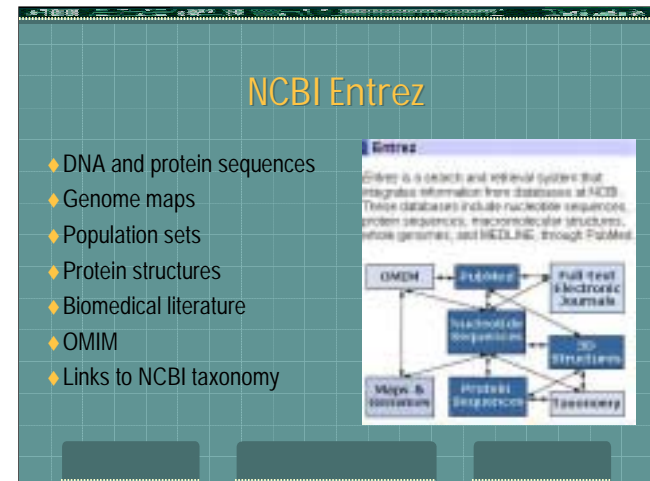 NCBI Entrez
DNA and protein sequences
Genome maps
Population sets
Protein structures
Biomedical literature
OMIM
Links to NCBI taxonomy
Entrez
Entrez is a search and retrieval system that
integrates information from databases at NCBI.
These databases include nucleotide sequences,
protein sequences, macromolecular structures,
whole genomes, and MEDLINE, through PubMed.
OMIM
PubMed
Full text
Electronic
Journals
Nucleotide
Sequences
3D
Structures
Maps &
Protein
Sequences
Taxonomy